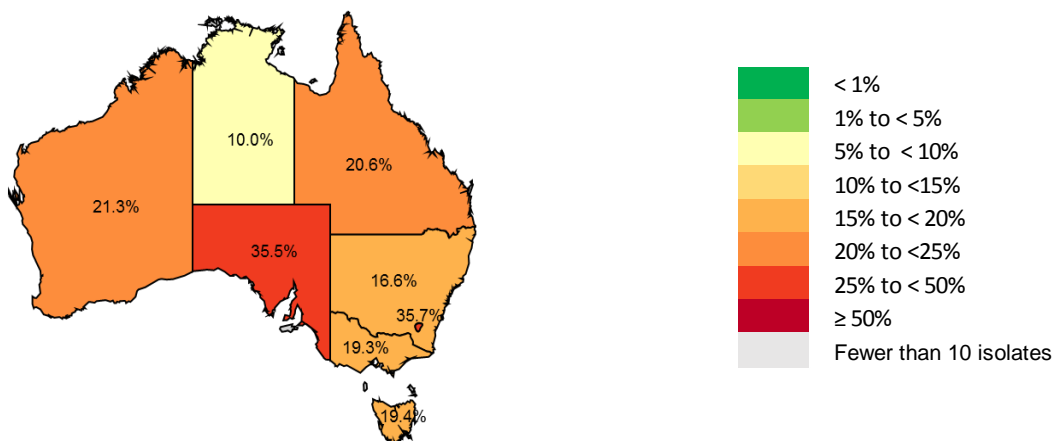 10.0%
20.6%
21.3%
35.5%
16.6%
35.7%
19.3%
19.4%
< 1%
1% to < 5%
5% to < 10%
10% to <15%
15% to < 20%
20% to <25%
25% to < 50%
≥ 50%
Fewer than 10 isolates